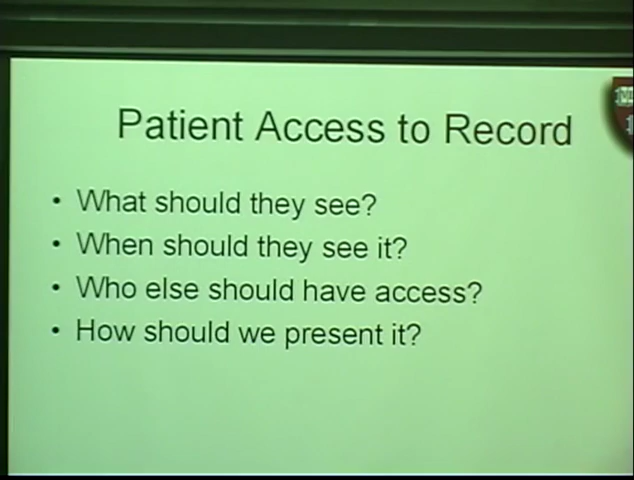 Patient Access to Record
• What should they see?
• When should they see it?
• Who else should have access?
• How should we present it?